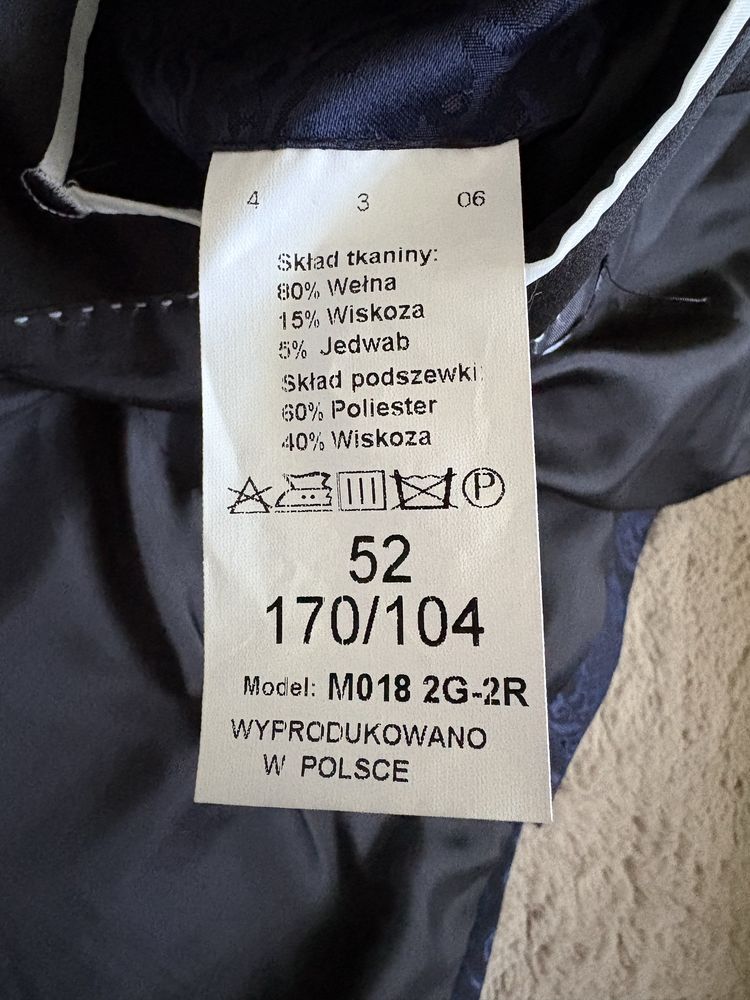 4 3 06
Skład tkaniny:
80% Wełna
15% Wiskoza
5% Jedwab
Skład podszewki:
60% Poliester
40% Wiskoza
P
52
170/104
Model: M018 2G-2R
WYPRODUKOWANO
W POLSCE